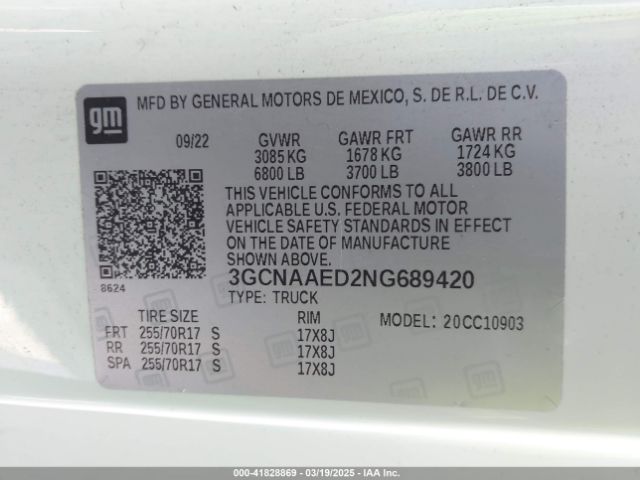 gm
MFD BY GENERAL MOTORS DE MEXICO, S. DE R.L. DE C.V.
09/22 GVWR GAWR FRT GAWR RR
3085 KG 1678 KG 1724 KG
6800 LB 3700 LB 3800 LB
THIS VEHICLE CONFORMS TO ALL
APPLICABLE U.S. FEDERAL MOTOR
VEHICLE SAFETY STANDARDS IN EFFECT
ON THE DATE OF MANUFACTURE
SHOWN ABOVE.
8624
3GCNAAED2NG689420
TYPE: TRUCK
TIRE SIZE RIM MODEL: 20CC10903
FRT 255/70R17 S 17X8J
RR 255/70R17 S 17X8J
SPA 255/70R17 S 17X8J
© 00-41828869 - 03/19/2025 - IAA, Inc.